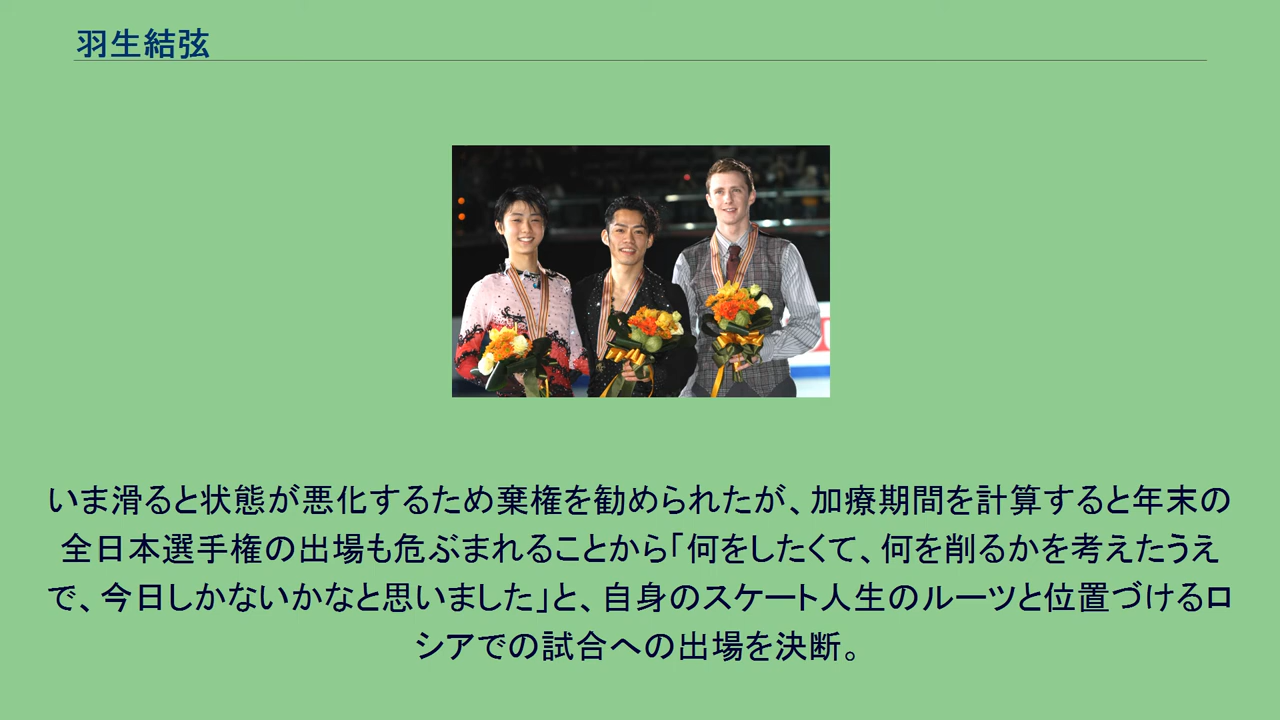 羽生結弦
いま滑ると状態が悪化するため棄権を勧められたが、加療期間を計算すると年末の
全日本選手権の出場も危ぶまれることから｢何をしたくて、何を削るかを考えたうえ
で、今日しかないかなと思いました｣と、自身のスケート人生のルーツと位置づけるロ
シアでの試合への出場を決断。